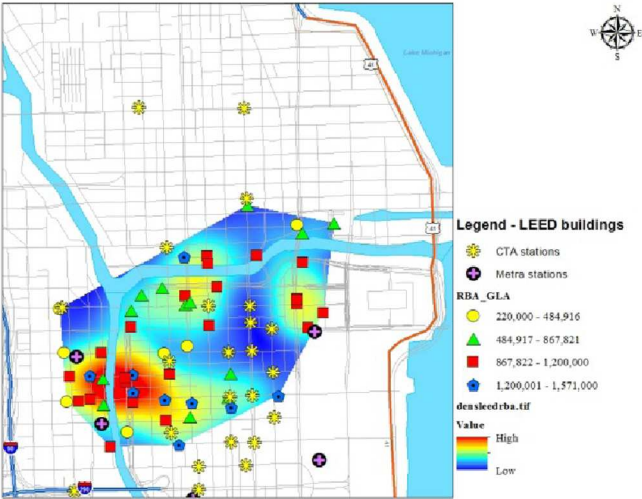 N
W E
S
Lake Michigan
41
41
Legend - LEED buildings
CTA stations
Metra stations
RBA_GLA
220,000 - 484,916
484,917 - 867,821
867,822 - 1,200,000
1,200,001 - 1,571,000
densleedrba.tif
Value
High
Low